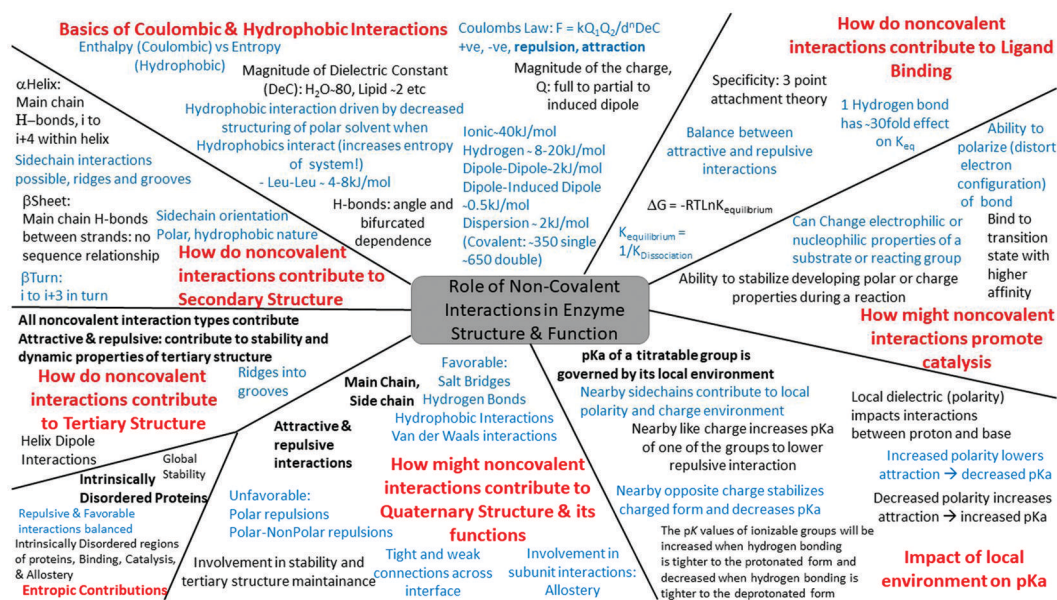 Basics of Coulombic & Hydrophobic Interactions
Enthalpy (Coulombic) vs Entropy
(Hydrophobic)
Coulombs Law: F = kQ₁Q₂/dⁿDeC
+ve, -ve, repulsion, attraction
Magnitude of Dielectric Constant
(DeC): H₂O~80, Lipid ~2 etc
Magnitude of the charge,
Q: full to partial to
induced dipole
Hydrophobic interaction driven by decreased
structuring of polar solvent when
Hydrophobics interact (increases entropy
of system!)
- Leu-Leu ~ 4-8kJ/mol
Ionic~40kJ/mol
Hydrogen ~ 8-20kJ/mol
Dipole-Dipole~2kJ/mol
Dipole-Induced Dipole
~0.5kJ/mol
Dispersion ~ 2kJ/mol
(Covalent: ~350 single
~650 double)
H-bonds: angle and
bifurcated
dependence
How do noncovalent
interactions contribute to Ligand
Binding
Specificity: 3 point
attachment theory
1 Hydrogen bond
has ~30fold effect
on Keq
Balance between
attractive and repulsive
interactions
ΔG = -RTLnKequilibrium
Kequilibrium =
1/KDissociation
Ability to
polarize (distort
electron
configuration)
of bond
Can Change electrophilic or
nucleophilic properties of a
substrate or reacting group
Bind to
transition
state with
higher
affinity
Ability to stabilize developing polar or charge
properties during a reaction
How might noncovalent
interactions promote
catalysis
αHelix:
Main chain
H-bonds, i to
i+4 within helix
Sidechain interactions
possible, ridges and grooves
βSheet:
Main chain H-bonds
between strands: no
sequence relationship
Sidechain orientation
Polar, hydrophobic nature
βTurn:
i to i+3 in turn
How do noncovalent
interactions contribute to
Secondary Structure
Role of Non-Covalent
Interactions in Enzyme
Structure & Function
All noncovalent interaction types contribute
Attractive & repulsive: contribute to stability and
dynamic properties of tertiary structure
How do noncovalent
interactions contribute
to Tertiary Structure
Ridges into
grooves
Helix Dipole
Interactions
Global
Stability
Intrinsically
Disordered Proteins
Repulsive & Favorable
interactions balanced
Intrinsically Disordered regions
of proteins, Binding, Catalysis,
& Allostery
Entropic Contributions
Main Chain,
Side chain
Favorable:
Salt Bridges
Hydrogen Bonds
Hydrophobic Interactions
Van der Waals interactions
Attractive &
repulsive
interactions
How might noncovalent
interactions contribute to
Quaternary Structure & its
functions
Unfavorable:
Polar repulsions
Polar-NonPolar repulsions
Involvement in stability and
tertiary structure maintainance
Tight and weak
connections across
interface
Involvement in
subunit interactions:
Allostery
pKa of a titratable group is
governed by its local environment
Nearby sidechains contribute to local
polarity and charge environment
Nearby like charge increases pKa
of one of the groups to lower
repulsive interaction
Nearby opposite charge stabilizes
charged form and decreases pKa
The pK values of ionizable groups will be
increased when hydrogen bonding
is tighter to the protonated form and
decreased when hydrogen bonding is
tighter to the deprotonated form
Local dielectric (polarity)
impacts interactions
between proton and base
Increased polarity lowers
attraction → decreased pKa
Decreased polarity increases
attraction → increased pKa
Impact of local
environment on pKa